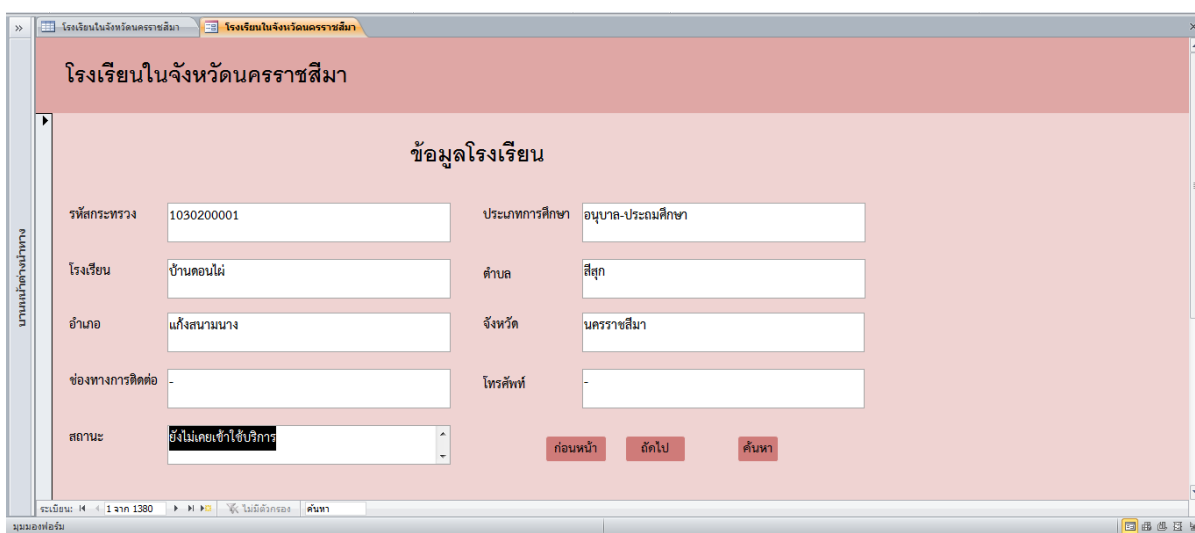 » โรงเรียนในจังหวัดนครราชสีมา โรงเรียนในจังหวัดนครราชสีมา ×
โรงเรียนในจังหวัดนครราชสีมา
ข้อมูลโรงเรียน
รหัสกระทรวง 1030200001 ประเภทการศึกษา อนุบาล-ประถมศึกษา
โรงเรียน บ้านดอนไผ่ ตำบล สีสุก
อำเภอ แก้งสนามนาง จังหวัด นครราชสีมา
ช่องทางการติดต่อ - โทรศัพท์ -
สถานะ ยังไม่เคยเข้าใช้บริการ ก่อนหน้า ถัดไป ค้นหา
บานหน้าต่างนำทาง
ระเบียน: 1 จาก 1380 ไม่มีตัวกรอง ค้นหา
มุมมองฟอร์ม